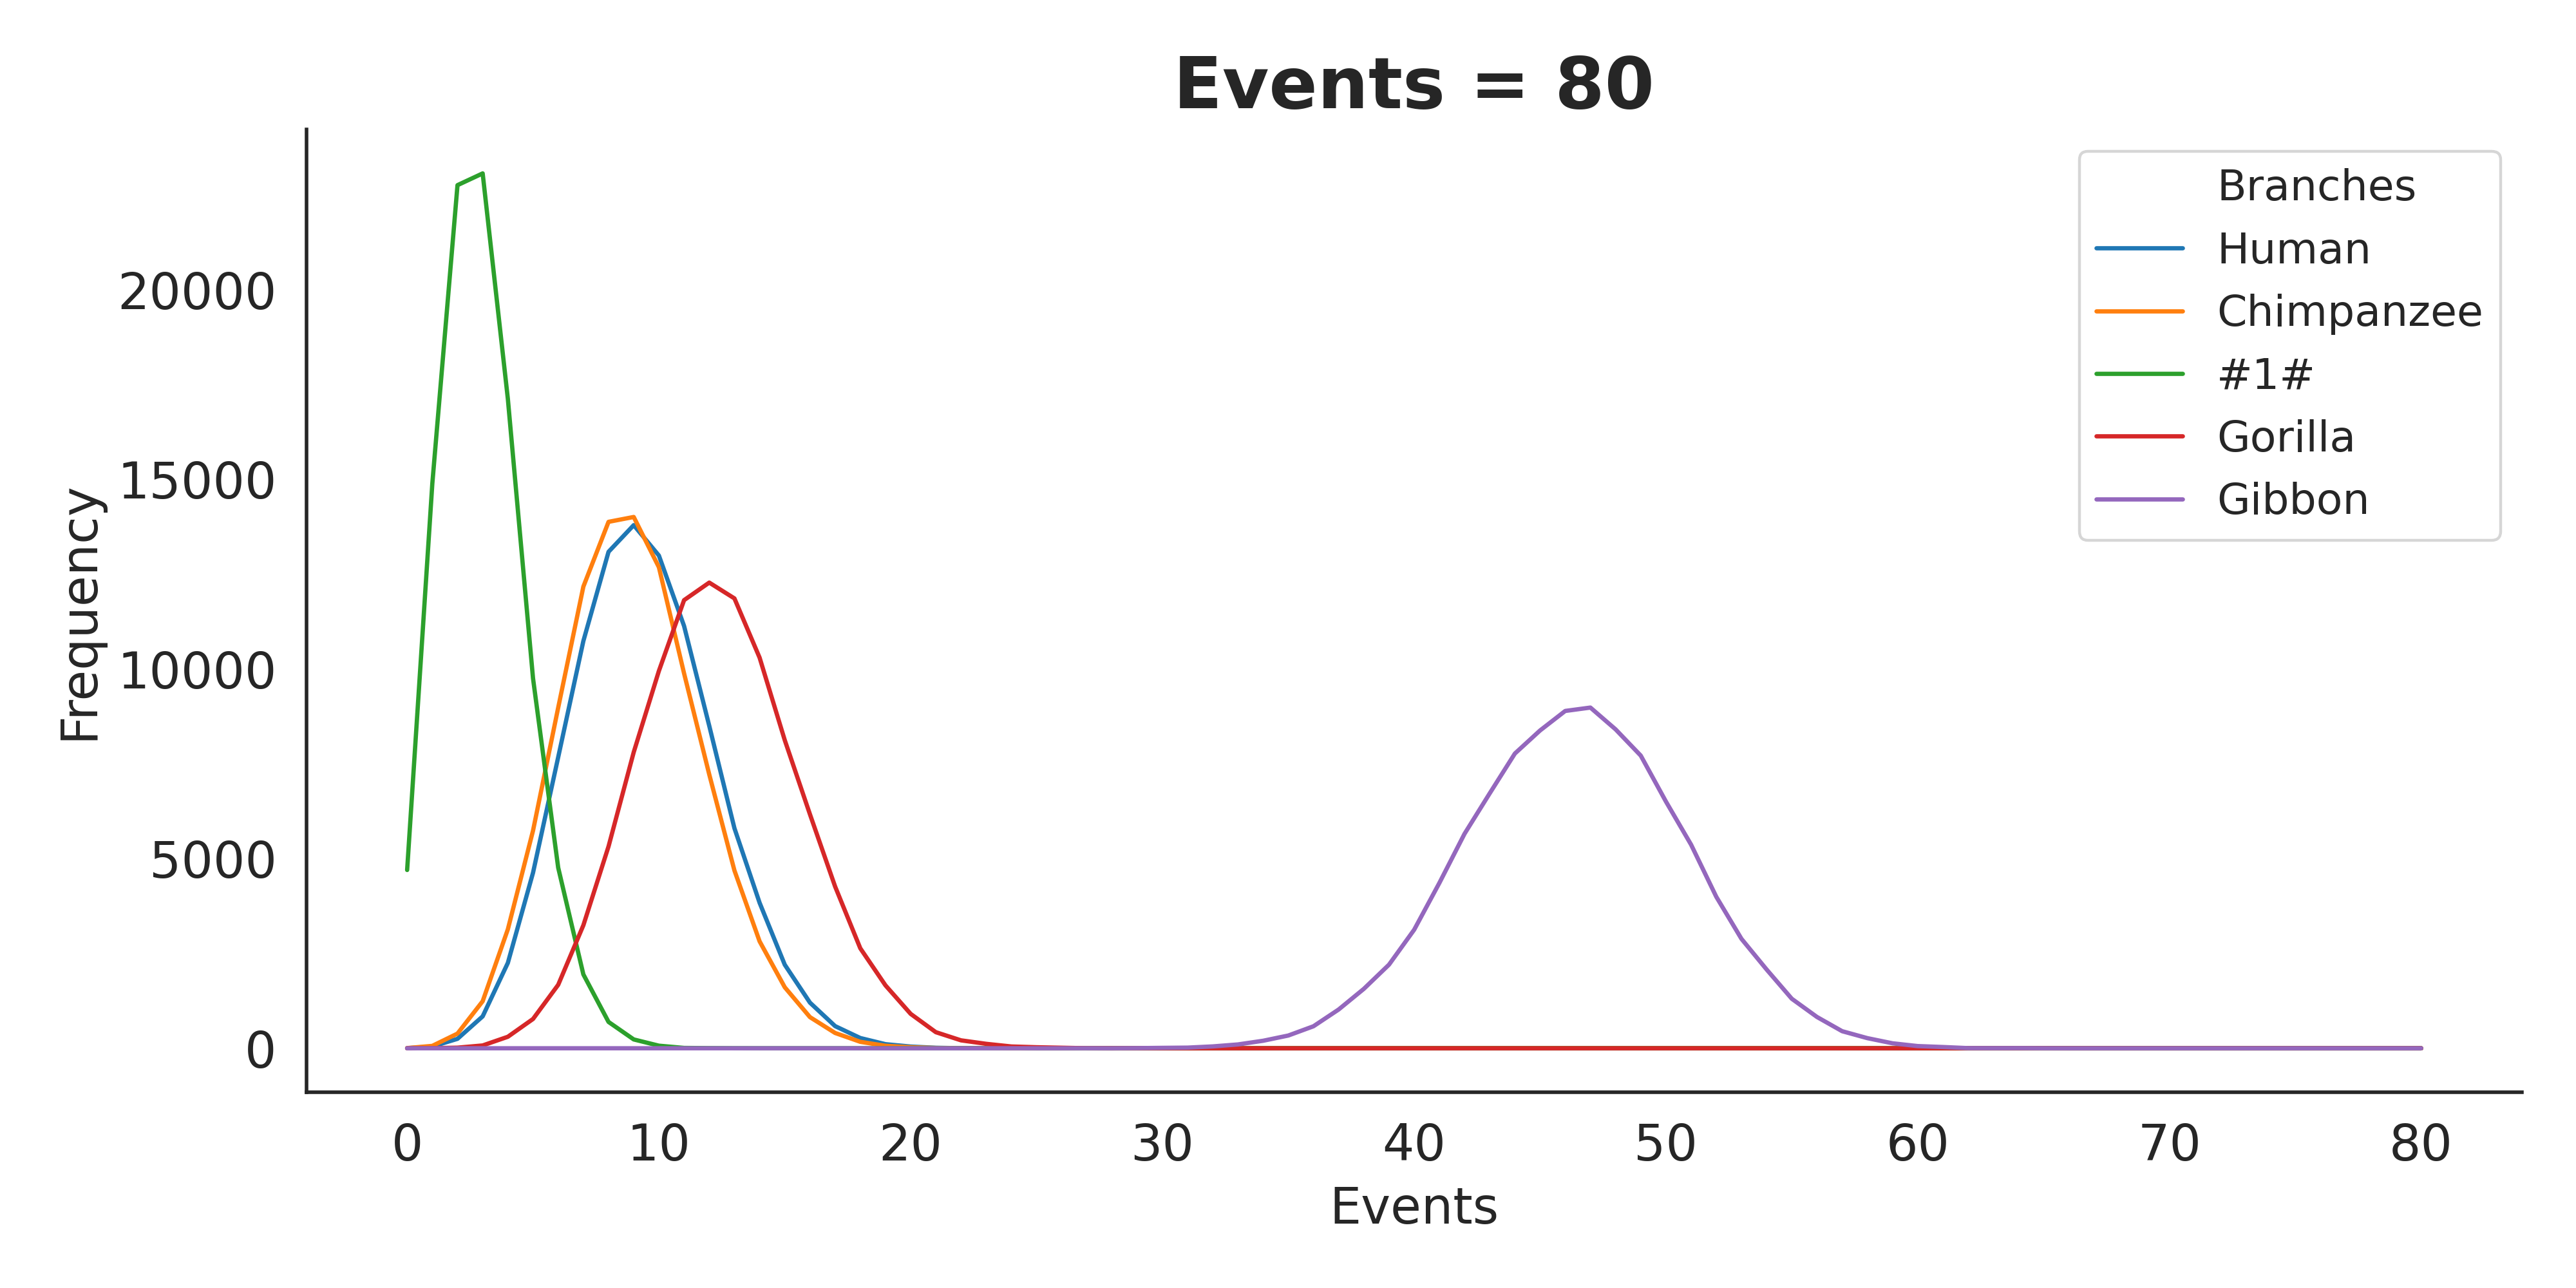 Events = 80
Branches
Human
Chimpanzee
#1#
Gorilla
Gibbon
Frequency
20000
15000
10000
5000
0
0 10 20 30 40 50 60 70 80
Events